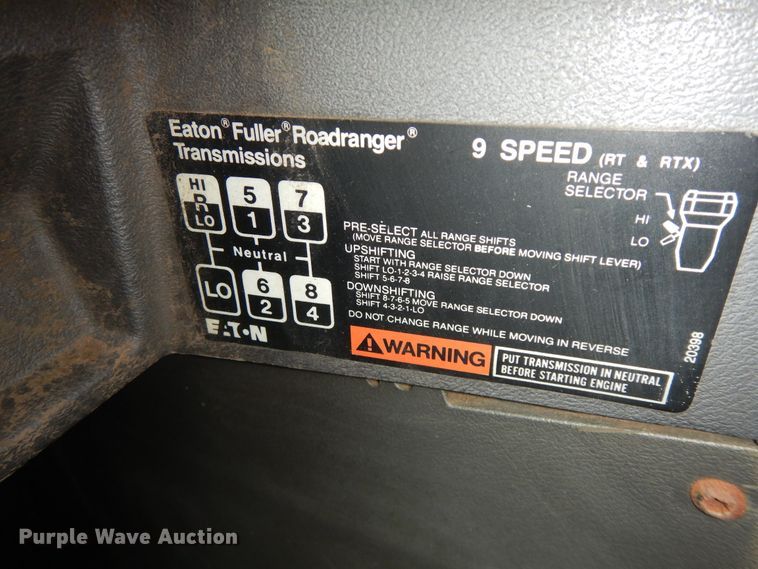 Eaton® Fuller® Roadranger®
Transmissions
9 SPEED (RT & RTX)
RANGE
SELECTOR
HI
LO
HI
R
LO
5
1
7
3
Neutral
LO
6
2
8
4
EATON
PRE-SELECT ALL RANGE SHIFTS
(MOVE RANGE SELECTOR BEFORE MOVING SHIFT LEVER)
UPSHIFTING
START WITH RANGE SELECTOR DOWN
SHIFT LO-1-2-3-4 RAISE RANGE SELECTOR
SHIFT 5-6-7-8
DOWNSHIFTING
SHIFT 8-7-6-5 MOVE RANGE SELECTOR DOWN
SHIFT 4-3-2-1-LO
DO NOT CHANGE RANGE WHILE MOVING IN REVERSE
WARNING
PUT TRANSMISSION IN NEUTRAL
BEFORE STARTING ENGINE
20398
Purple Wave Auction